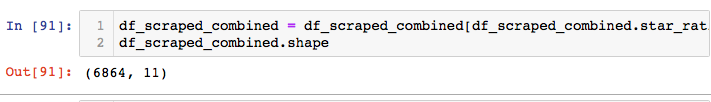 In [91]:
1 df_scraped_combined = df_scraped_combined[df_scraped_combined.star_rat
2 df_scraped_combined.shape
Out[91]: (6864, 11)